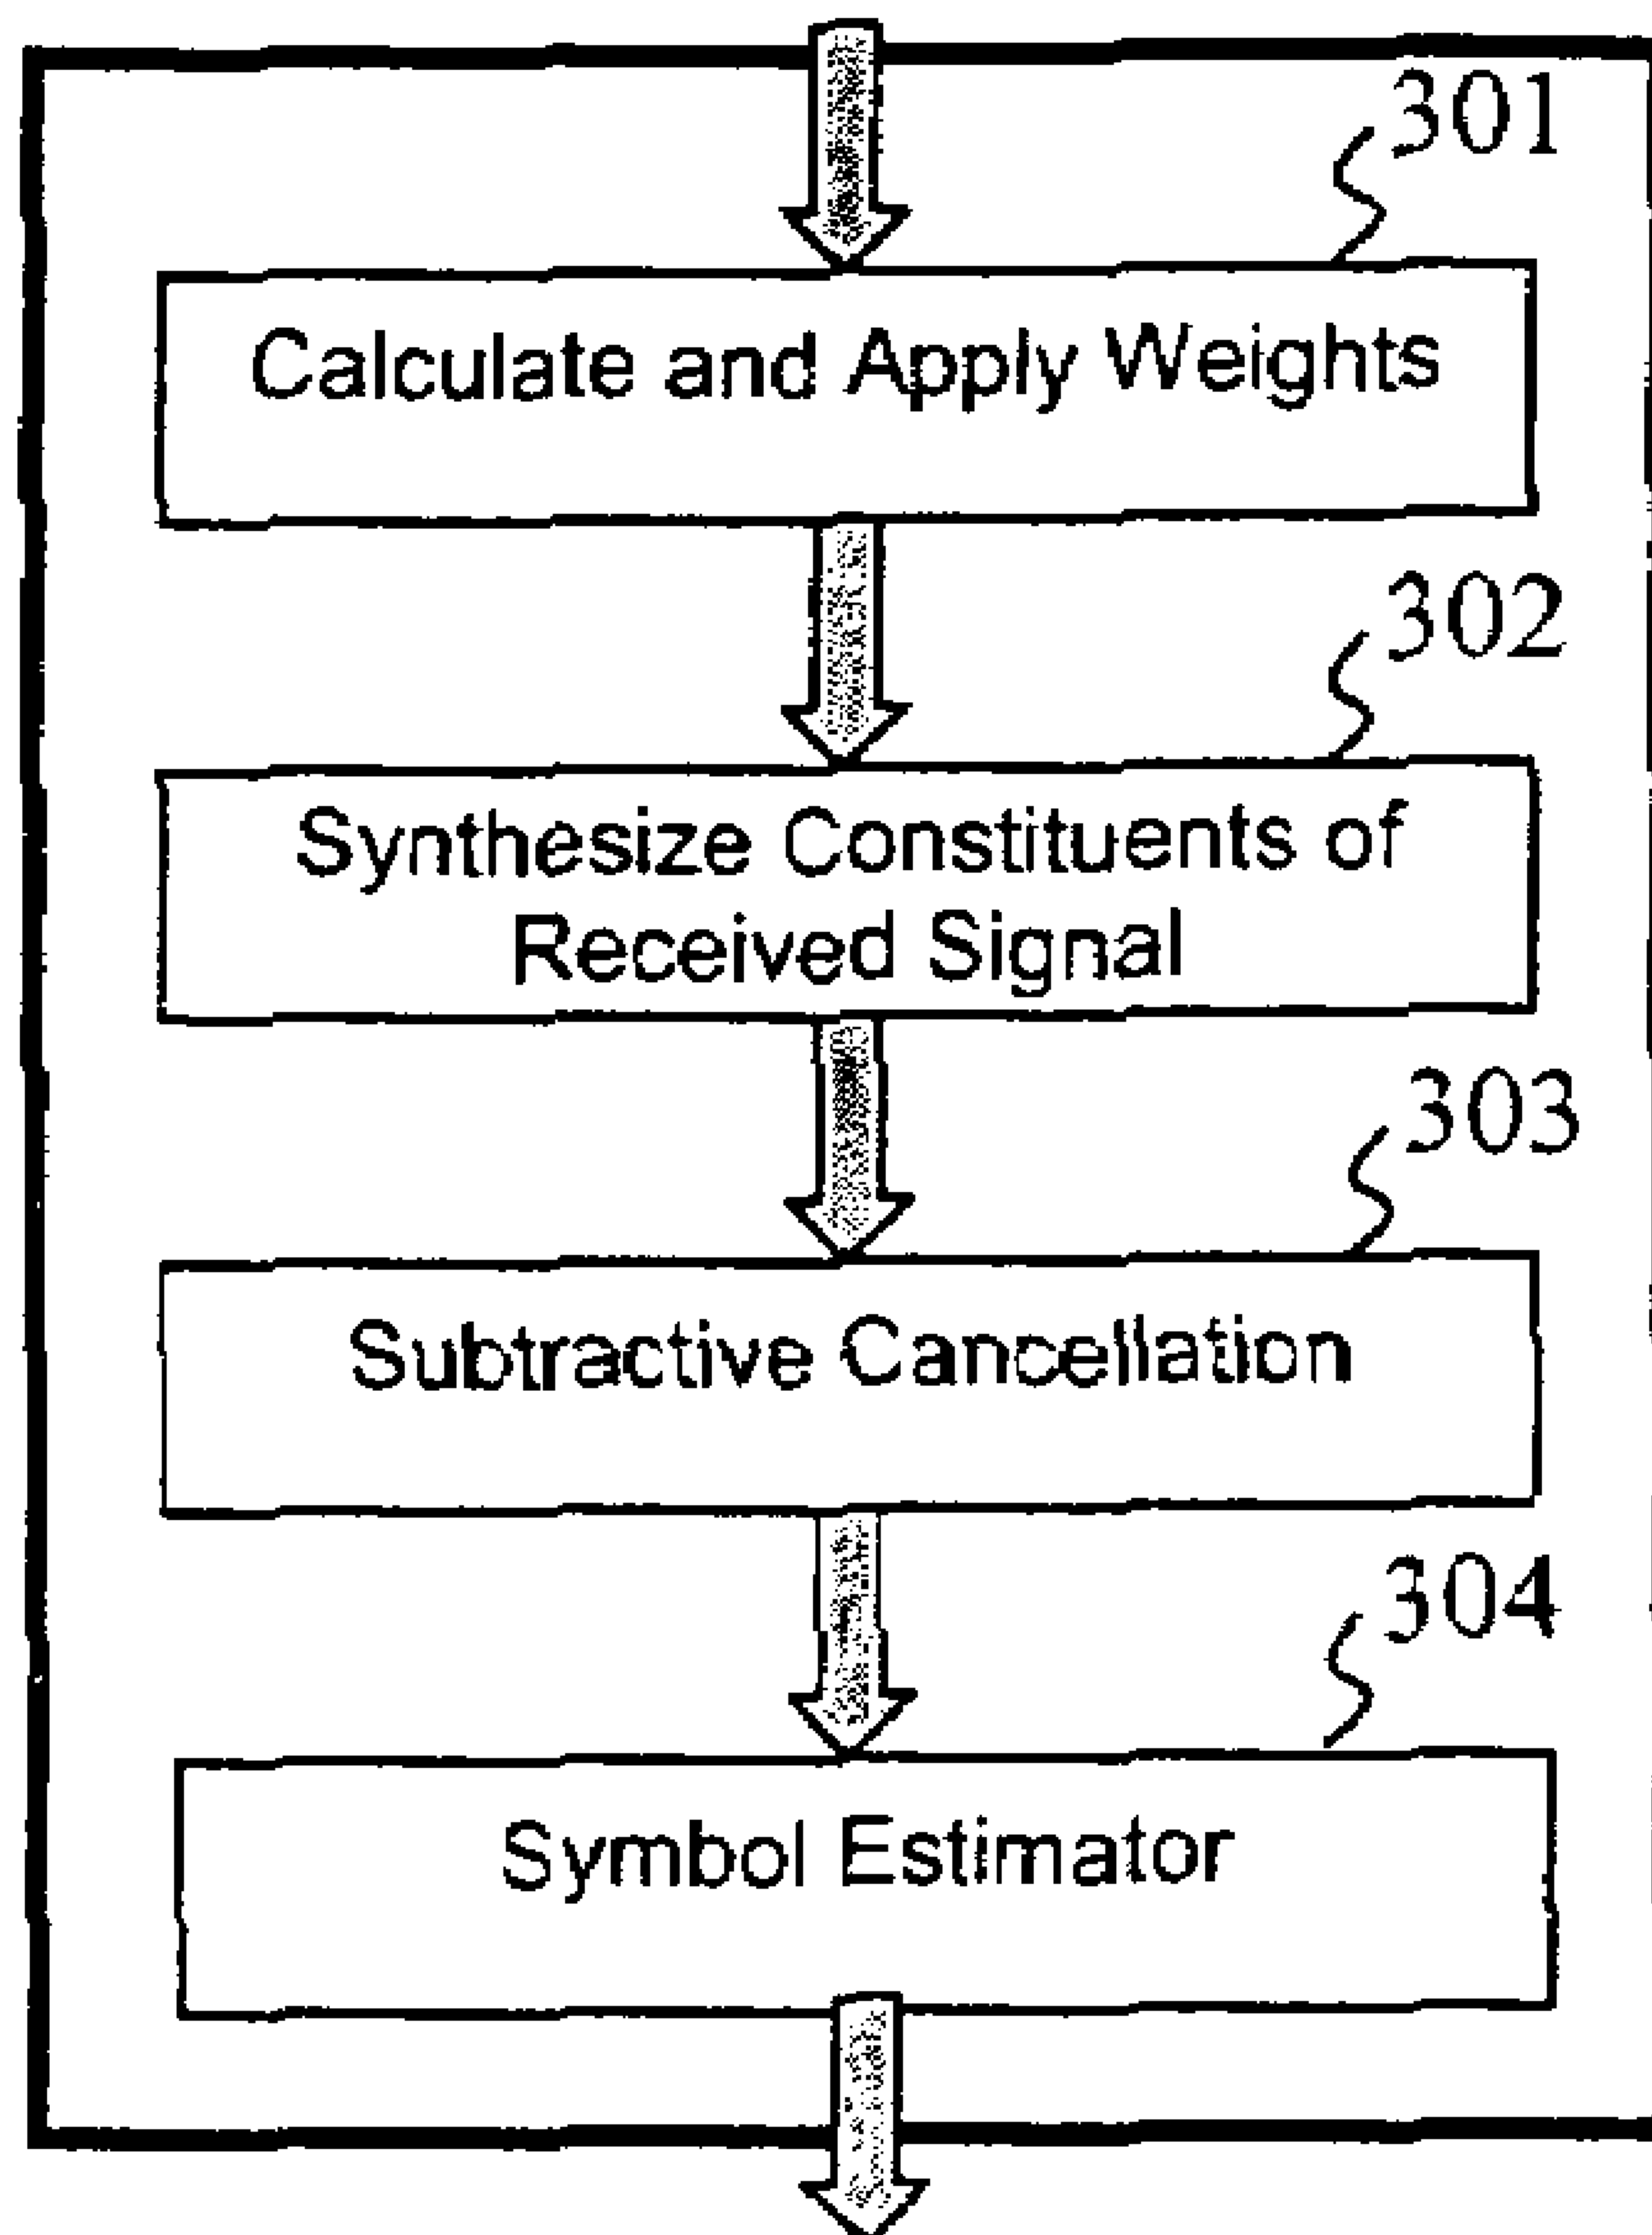 301
Calculate and Apply Weights
302
Synthesize Constituents of
Received Signal
303
Subtractive Cancellation
304
Symbol Estimator